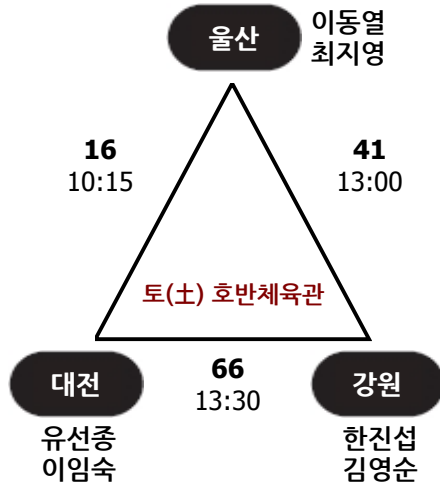 울산
이동열
최지영
16
10:15
41
13:00
토(土) 호반체육관
대전
66
13:30
강원
유선종
이임숙
한진섭
김영순